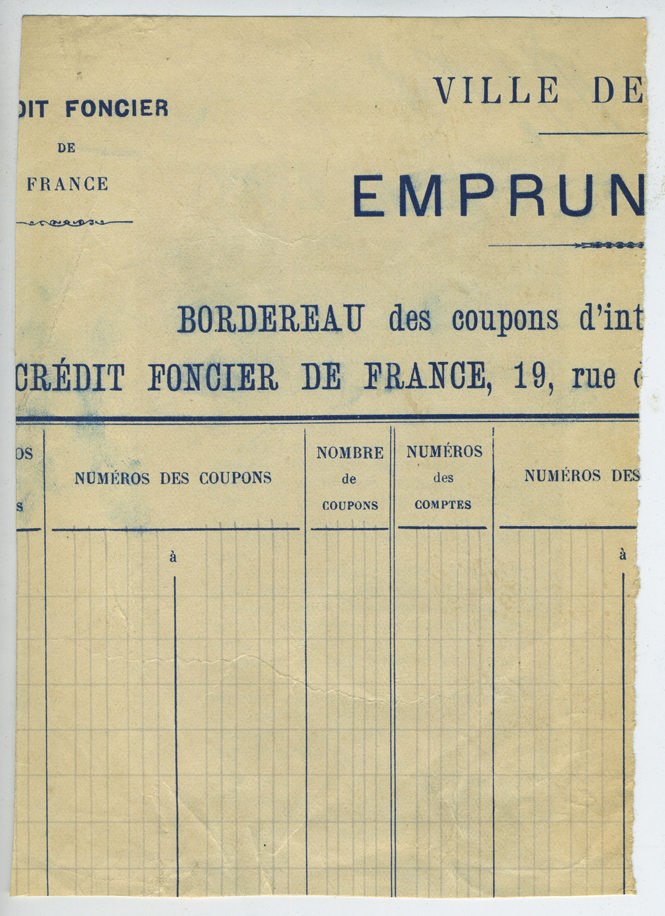 DIT FONCIER
DE
FRANCE
VILLE DE
EMPRUN
BORDEREAU des coupons d'int
CRÉDIT FONCIER DE FRANCE, 19, rue d
OS
S
NUMÉROS DES COUPONS
NOMBRE
de
COUPONS
NUMÉROS
des
COMPTES
NUMÉROS DES
à
à